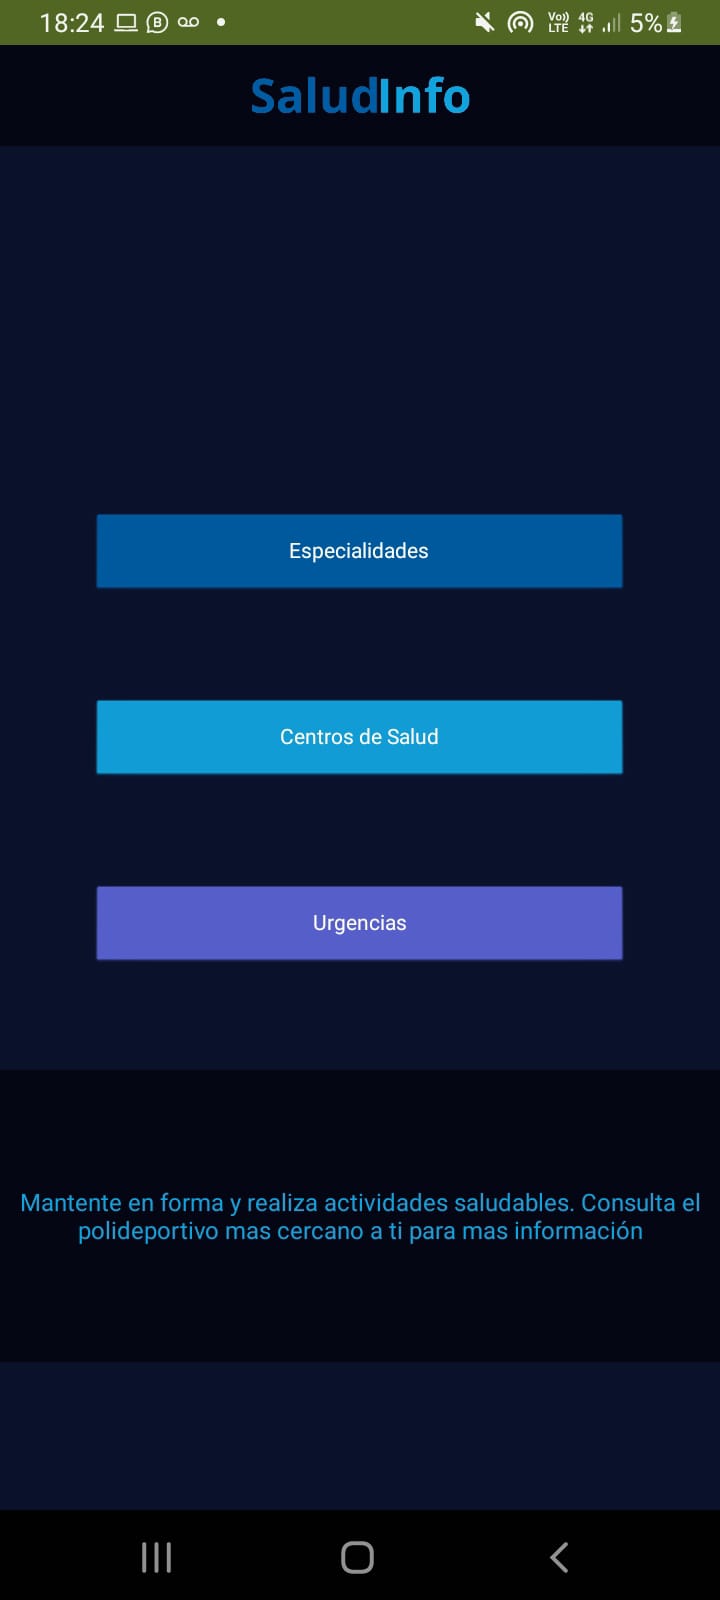 18:24
Vo)) 4G 5%
LTE
SaludInfo
Especialidades
Centros de Salud
Urgencias
Mantente en forma y realiza actividades saludables. Consulta el
polideportivo mas cercano a ti para mas información